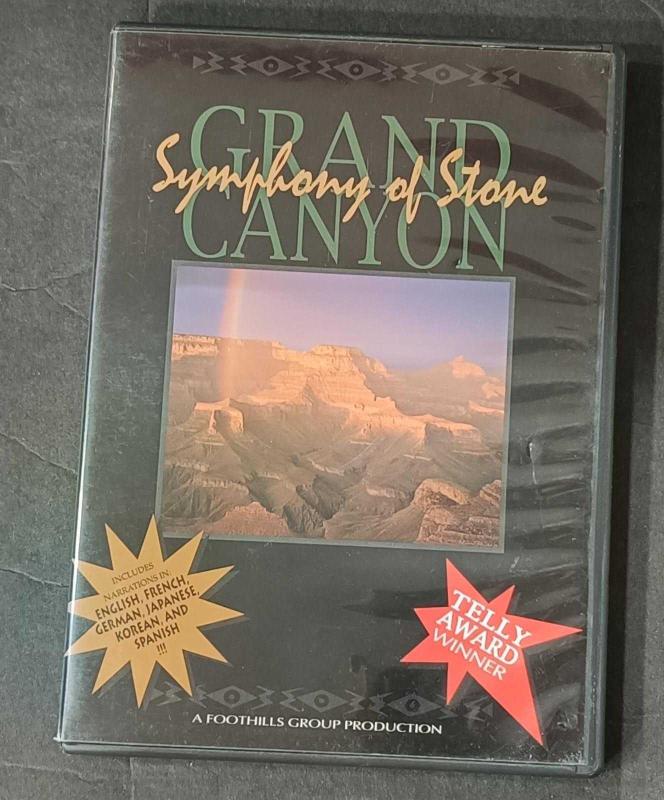 GRAND
Symphony of Stone
CANYON
INCLUDES
NARRATIONS IN:
ENGLISH, FRENCH,
GERMAN, JAPANESE,
KOREAN, AND
SPANISH
!!!
TELLY
AWARD
WINNER
A FOOTHILLS GROUP PRODUCTION